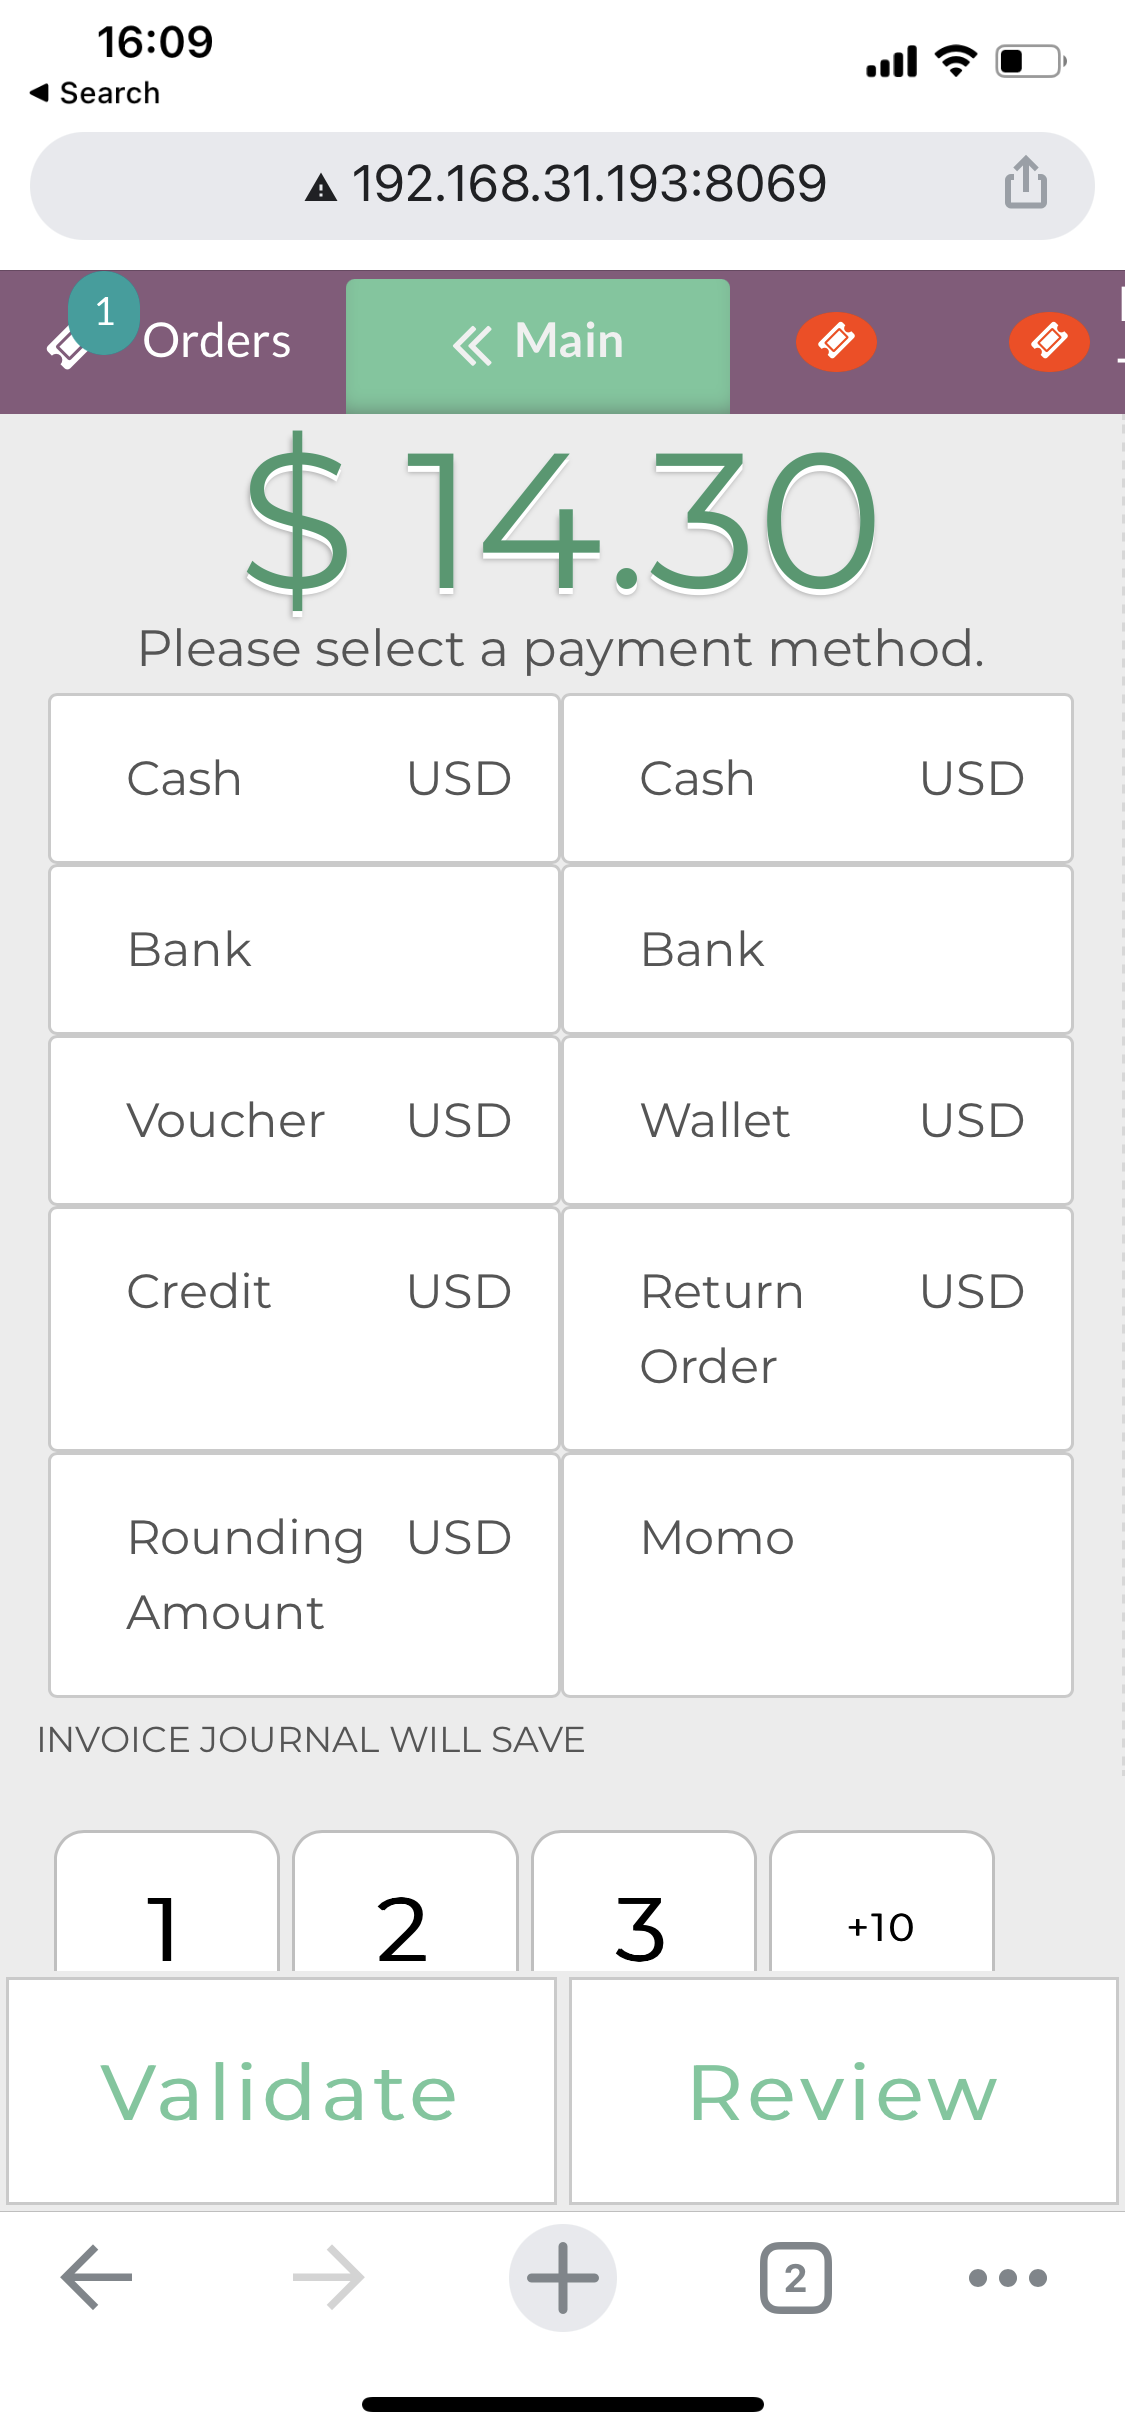 16:09
Search
192.168.31.193:8069
1
Orders
Main
$ 14.30
Please select a payment method.
Cash USD
Cash USD
Bank
Bank
Voucher USD
Wallet USD
Credit USD
Return USD
Order
Rounding USD
Amount
Momo
INVOICE JOURNAL WILL SAVE
1 2 3 +10
Validate
Review
2